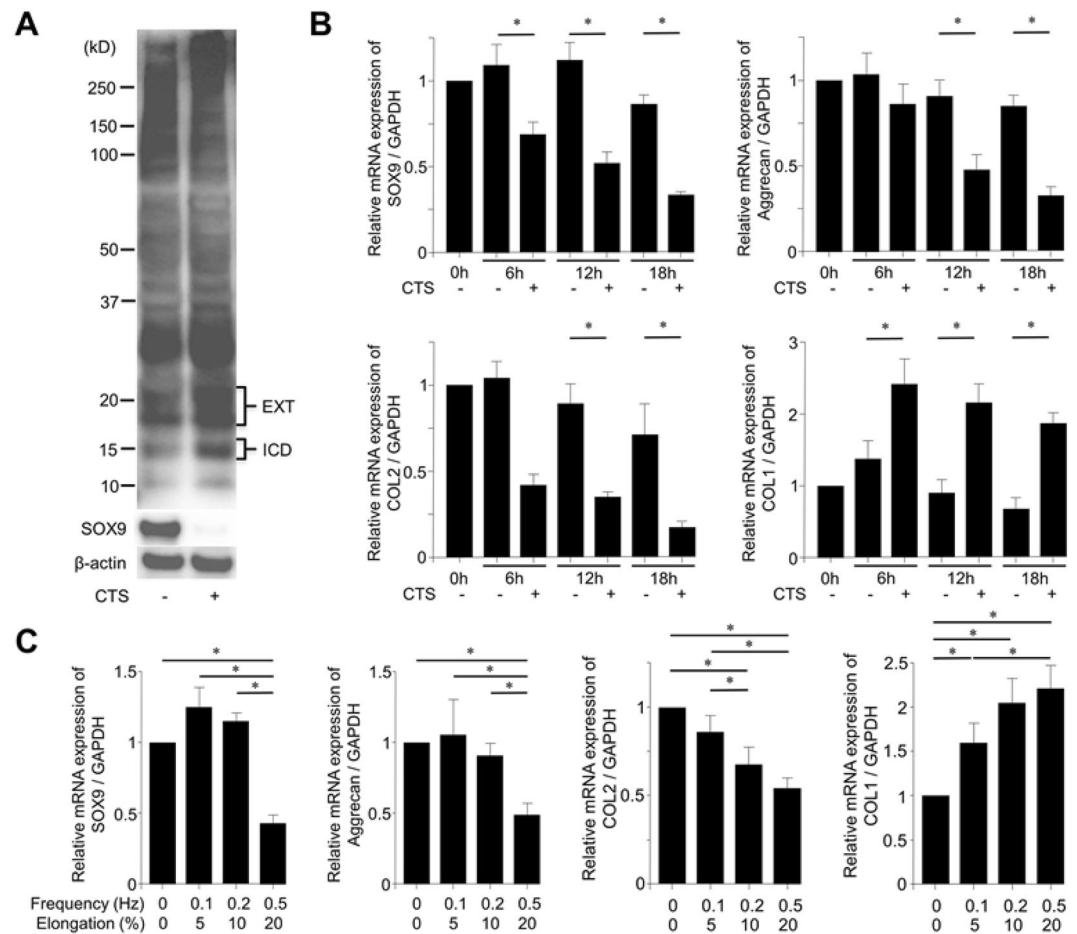 A
(kD)
250
150
100
50
37
20
15
10
EXT
ICD
SOX9
β-actin
CTS - +
B
Relative mRNA expression of
SOX9 / GAPDH
1
0.5
0
* * *
0h 6h 12h 18h
CTS - - + - + - +
Relative mRNA expression of
Aggrecan / GAPDH
1
0.5
0
* *
0h 6h 12h 18h
- - + - + - +
Relative mRNA expression of
COL2 / GAPDH
1
0.5
0
* *
0h 6h 12h 18h
CTS - - + - + - +
Relative mRNA expression of
COL1 / GAPDH
3
2
1
0
* * *
0h 6h 12h 18h
CTS - - + - + - +
C
Relative mRNA expression of
SOX9 / GAPDH
1.5
1
0.5
0
*
*
*
Frequency (Hz) 0 0.1 0.2 0.5
Elongation (%) 0 5 10 20
Relative mRNA expression of
Aggrecan / GAPDH
1.5
1
0.5
0
*
*
*
0 0.1 0.2 0.5
0 5 10 20
Relative mRNA expression of
COL2 / GAPDH
1
0.5
0
*
*
*
*
0 0.1 0.2 0.5
0 5 10 20
Relative mRNA expression of
COL1 / GAPDH
2.5
2
1.5
1
0.5
0
*
*
* *
0 0.1 0.2 0.5
0 5 10 20